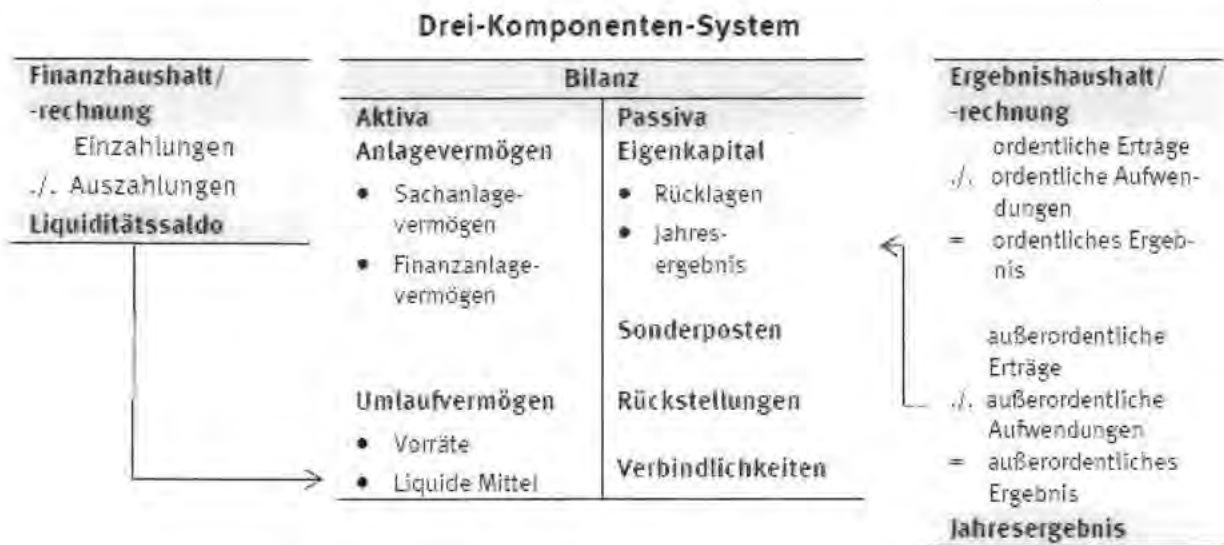 Drei-Komponenten-System
Finanzhaushalt/
-rechnung
Einzahlungen
./. Auszahlungen
Liquiditätssaldo
Bilanz
Aktiva
Anlagevermögen
• Sachanlage-
vermögen
• Finanzanlage-
vermögen
Umlaufvermögen
• Vorräte
• Liquide Mittel
Passiva
Eigenkapital
• Rücklagen
• Jahres-
ergebnis
Sonderposten
Rückstellungen
Verbindlichkeiten
Ergebnishaushalt/
-rechnung
ordentliche Erträge
./. ordentliche Aufwen-
dungen
= ordentliches Ergeb-
nis
außerordentliche
Erträge
./. außerordentliche
Aufwendungen
= außerordentliches
Ergebnis
Jahresergebnis